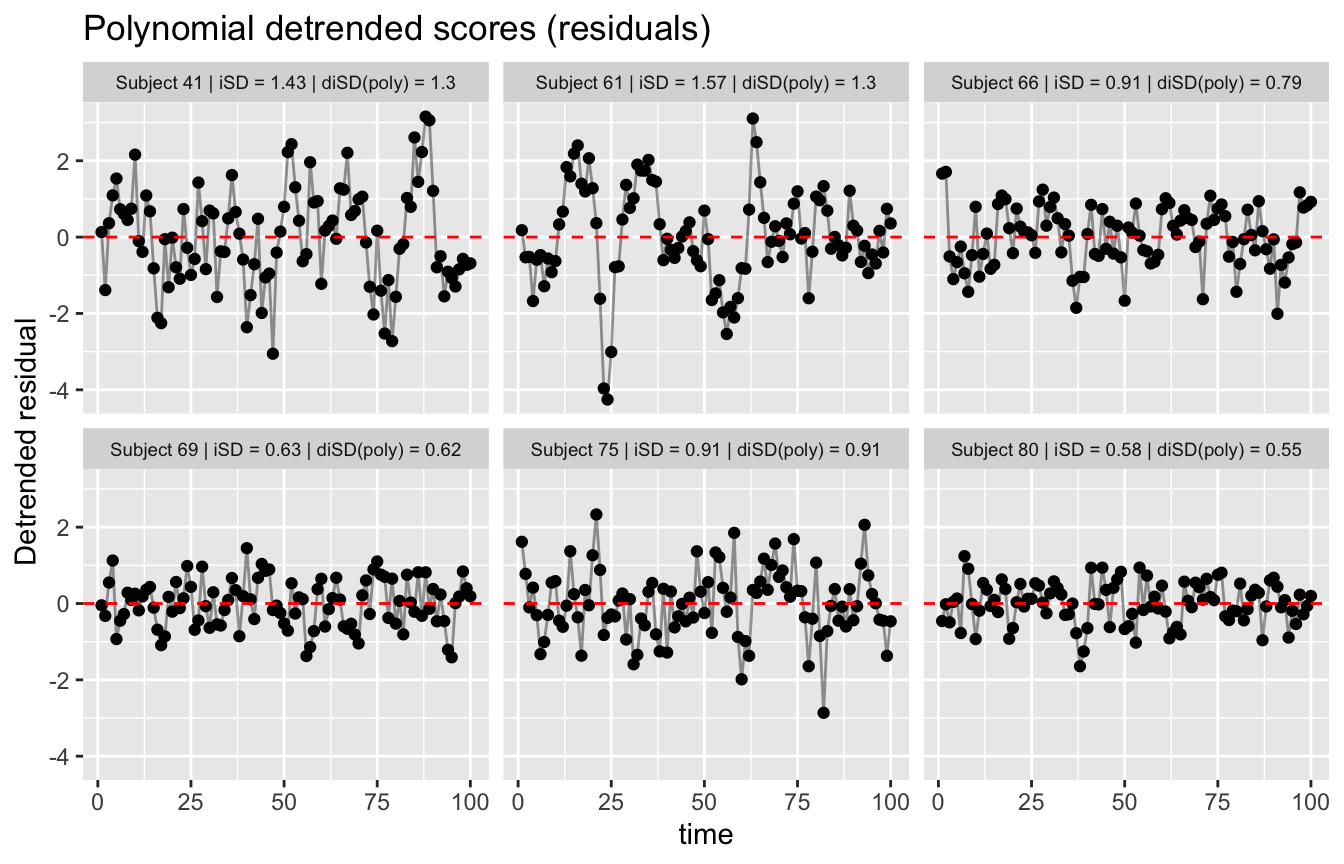 Polynomial detrended scores (residuals)
Subject 41 | iSD = 1.43 | diSD(poly) = 1.3
Subject 61 | iSD = 1.57 | diSD(poly) = 1.3
Subject 66 | iSD = 0.91 | diSD(poly) = 0.79
2
0
-2
-4
Subject 69 | iSD = 0.63 | diSD(poly) = 0.62
Subject 75 | iSD = 0.91 | diSD(poly) = 0.91
Subject 80 | iSD = 0.58 | diSD(poly) = 0.55
2
0
-2
-4
0 25 50 75 100
0 25 50 75 100
0 25 50 75 100
time
Detrended residual